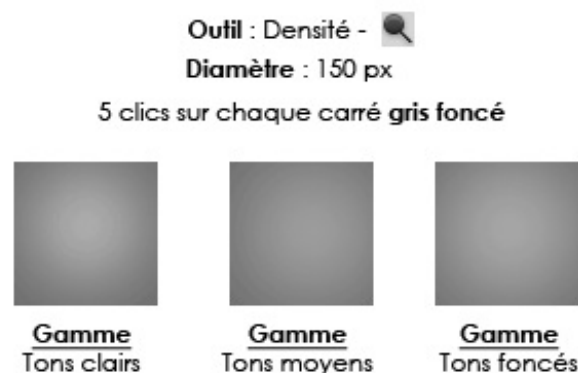 Outil : Densité -
Diamètre : 150 px
5 clics sur chaque carré gris foncé
Gamme Gamme Gamme
Tons clairs Tons moyens Tons foncés